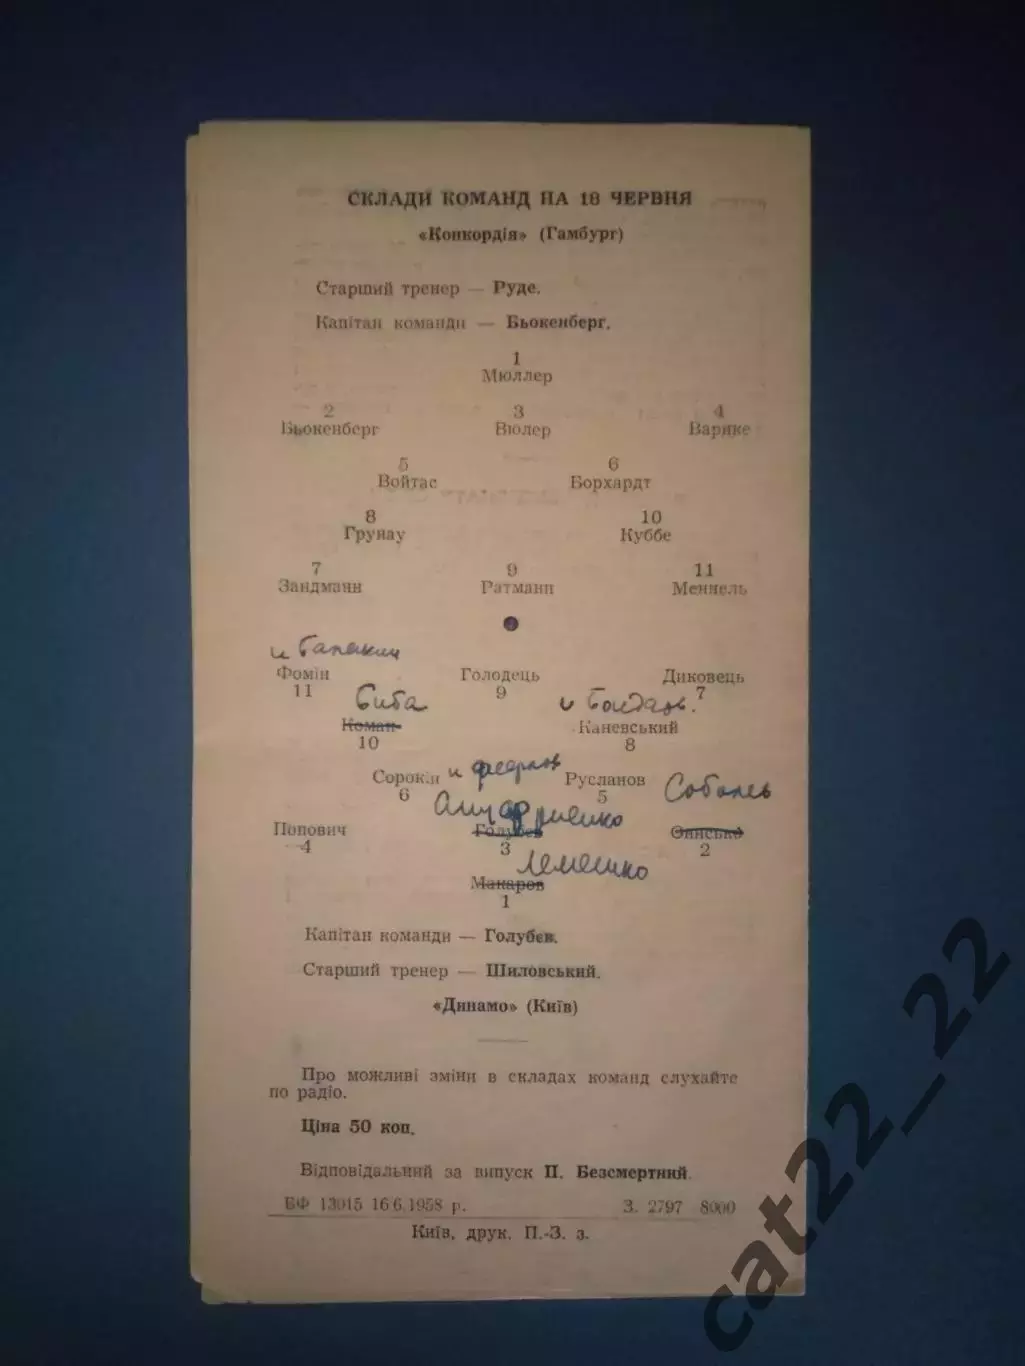 СКЛАДИ КОМАНД НА 18 ЧЕРВНЯ
«Конкордія» (Гамбург)
Старший тренер — Руде.
Капітан команди — Бьокенберг.
1
Мюллер
2 3 4
Бьокенберг Вюлер Варнке
5 6
Войтас Борхардт
8 10
Грунау Куббе
7 9 11
Зандманн Ратманн Меннель
и
Фомін Голодець Диковець
11 9 7
Биба и
Коман Каневський
10 8
Сорокін и Русланов Соболев
6 5
Ануфриенко
Попович Голубєв Онисько
4 3 2
Лемешко
Макаров
1
Капітан команди — Голубєв.
Старший тренер — Шиловський.
«Динамо» (Київ)
Про можливі зміни в складах команд слухайте
по радіо.
Ціна 50 коп.
Відповідальний за випуск П. Безсмертний.
БФ 13015 16.6.1958 р. З. 2797 8000
Київ, друк. П.-З. з.
cat22_22